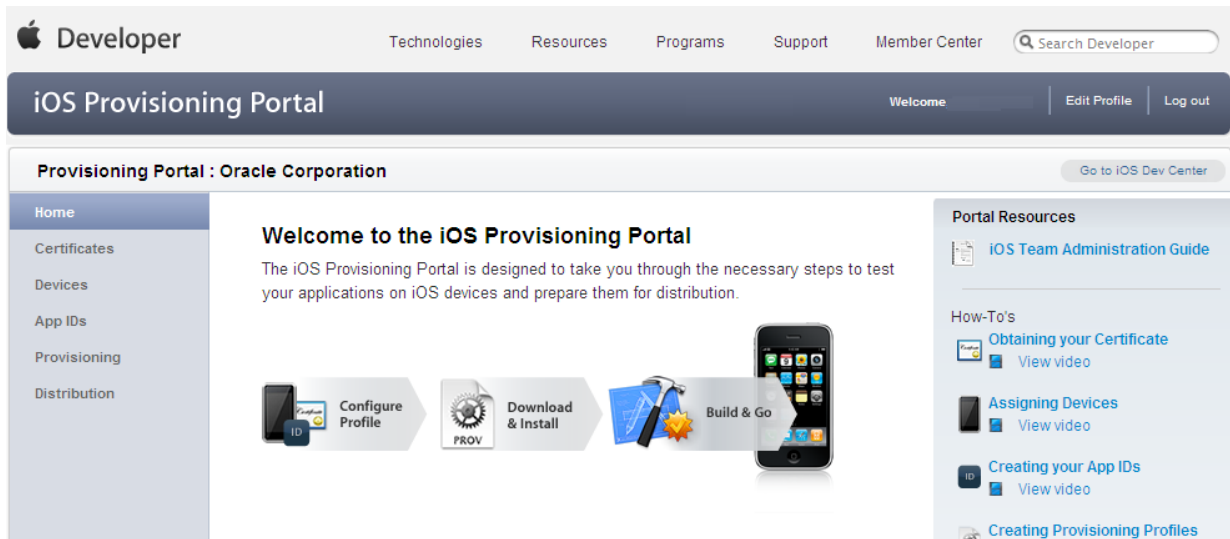 Developer
Technologies Resources Programs Support Member Center Search Developer
iOS Provisioning Portal
Welcome Edit Profile Log out
Provisioning Portal : Oracle Corporation
Go to iOS Dev Center
Home
Certificates
Devices
App IDs
Provisioning
Distribution
Welcome to the iOS Provisioning Portal
The iOS Provisioning Portal is designed to take you through the necessary steps to test
your applications on iOS devices and prepare them for distribution.
ID
Configure
Profile
PROV
Download
& Install
Build & Go
Portal Resources
iOS Team Administration Guide
How-To's
Obtaining your Certificate
View video
Assigning Devices
View video
ID
Creating your App IDs
View video
Creating Provisioning Profiles